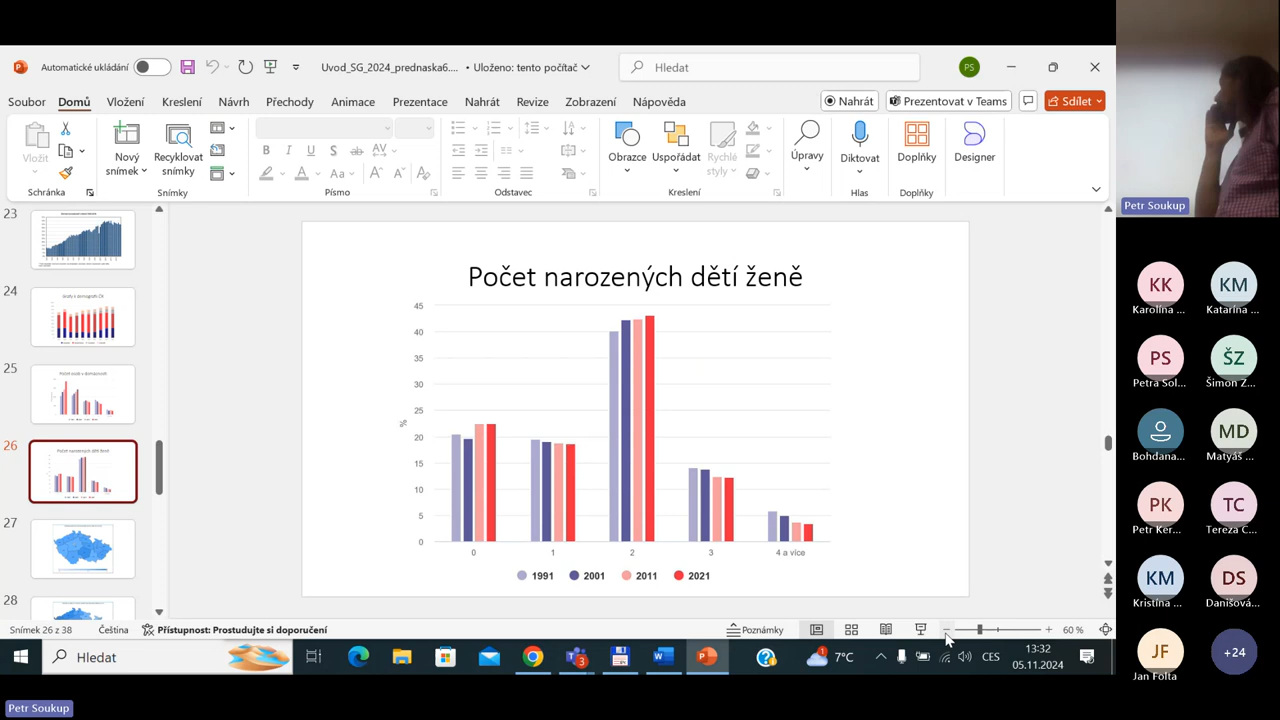 Automatické ukládání
Uvod_SG_2024_prednaska6.... • Uloženo: tento počítač
Hledat
PS
Soubor Domů Vložení Kreslení Návrh Přechody Animace Prezentace Nahrát Revize Zobrazení Nápověda
Nahrát Prezentovat v Teams Sdílet
Vložit
Nový snímek
Recyklovat snímky
Obrazce
Uspořádat
Rychlé styly
Úpravy
Diktovat
Doplňky
Designer
Schránka Snímky Písmo Odstavec Kreslení Hlas Doplňky
23
24
25
26
27
28
Počet narozených dětí ženě
45
40
35
30
25
20
15
10
5
0
%
0 1 2 3 4 a více
1991 2001 2011 2021
Snímek 26 z 38 Čeština Přístupnost: Prostudujte si doporučení Poznámky 60 %
Hledat
3
1
7°C
CES
13:32
05.11.2024
Petr Soukup
Petr Soukup
KK
KM
Karolína ...
Katarína ...
PS
ŠZ
Petra Sol...
Šimon Z...
MD
Bohdana...
Matyáš ...
PK
TC
Petr Ker...
Tereza C...
KM
DS
Kristína ...
Danišová...
JF
+24
Jan Folta